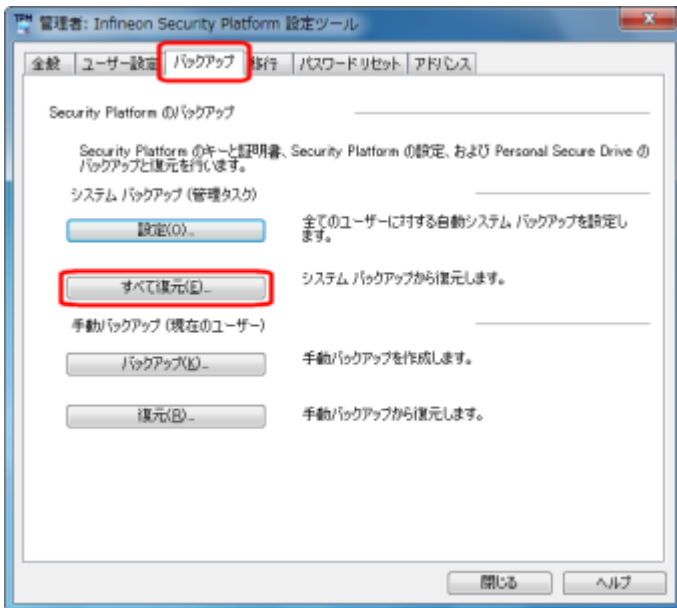 管理者: Infineon Security Platform 設定ツール
全般 ユーザー設定 バックアップ 移行 パスワードリセット アドバンス
Security Platform のバックアップ
Security Platform のキーと証明書、Security Platform の設定、および Personal Secure Drive の
バックアップと復元を行います。
システム バックアップ (管理タスク)
設定(O)...
全てのユーザーに対する自動システム バックアップを設定し
ます。
すべて復元(E)...
システム バックアップから復元します。
手動バックアップ (現在のユーザー)
バックアップ(K)...
手動バックアップを作成します。
復元(R)...
手動バックアップから復元します。
閉じる ヘルプ